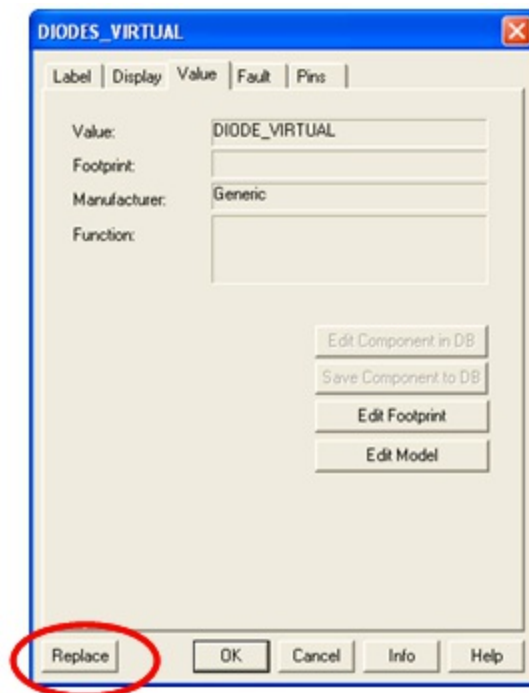 DIODES_VIRTUAL
Label Display Value Fault Pins
Value: DIODE_VIRTUAL
Footprint:
Manufacturer: Generic
Function:
Edit Component in DB
Save Component to DB
Edit Footprint
Edit Model
Replace OK Cancel Info Help